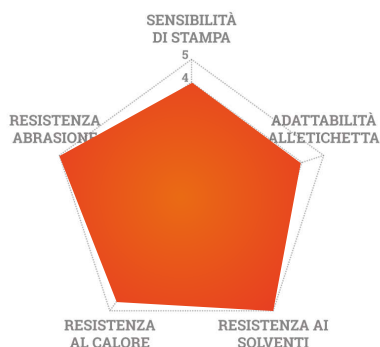 SENSIBILITÀ
DI STAMPA
5
4
RESISTENZA
ABRASIONE
ADATTABILITÀ
ALL'ETICHETTA
RESISTENZA
AL CALORE
RESISTENZA AI
SOLVENTI